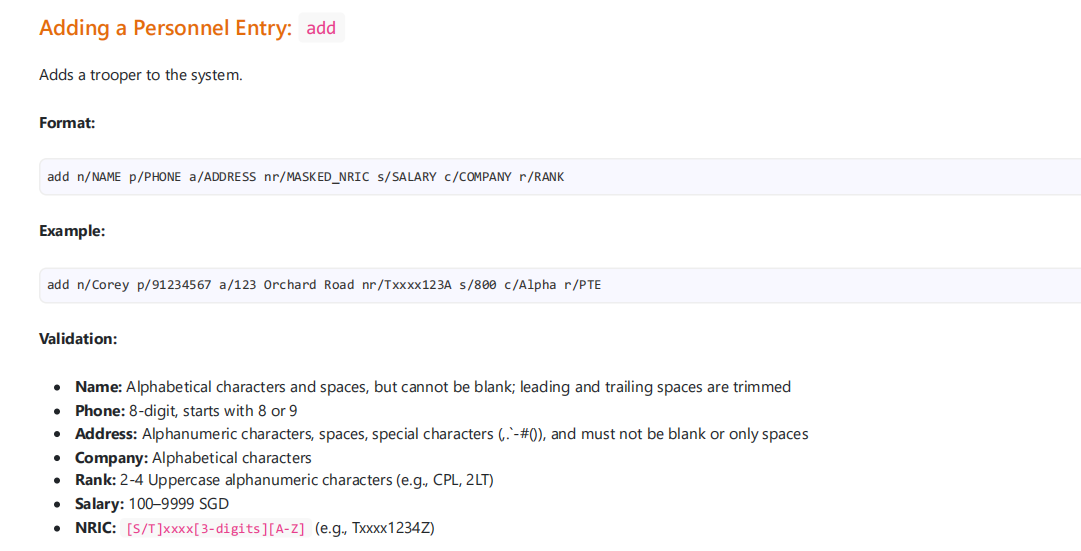 Adding a Personnel Entry: add
Adds a trooper to the system.
Format:
add n/NAME p/PHONE a/ADDRESS nr/MASKED_NRIC s/SALARY c/COMPANY r/RANK
Example:
add n/Corey p/91234567 a/123 Orchard Road nr/Txxxx123A s/800 c/Alpha r/PTE
Validation:
• Name: Alphabetical characters and spaces, but cannot be blank; leading and trailing spaces are trimmed
• Phone: 8-digit, starts with 8 or 9
• Address: Alphanumeric characters, spaces, special characters (,.`-#()), and must not be blank or only spaces
• Company: Alphabetical characters
• Rank: 2-4 Uppercase alphanumeric characters (e.g., CPL, 2LT)
• Salary: 100–9999 SGD
• NRIC: [S/T]xxxx[3-digits][A-Z] (e.g., Txxxx1234Z)